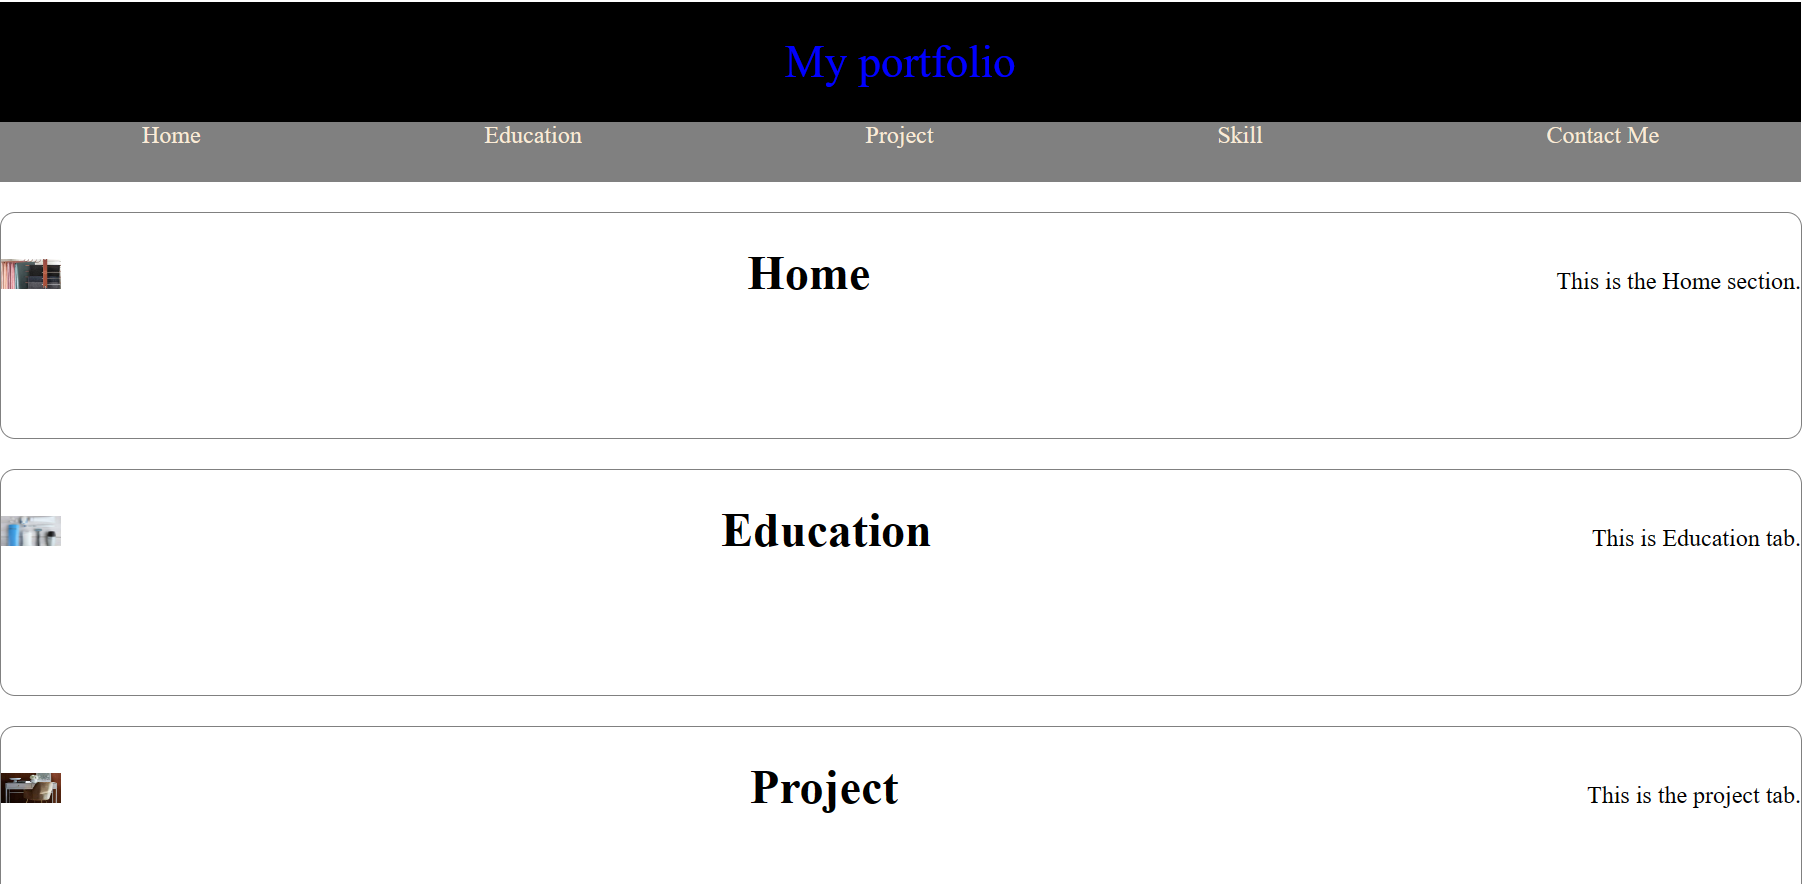 My portfolio
Home Education Project Skill Contact Me
Home This is the Home section.
Education This is Education tab.
Project This is the project tab.